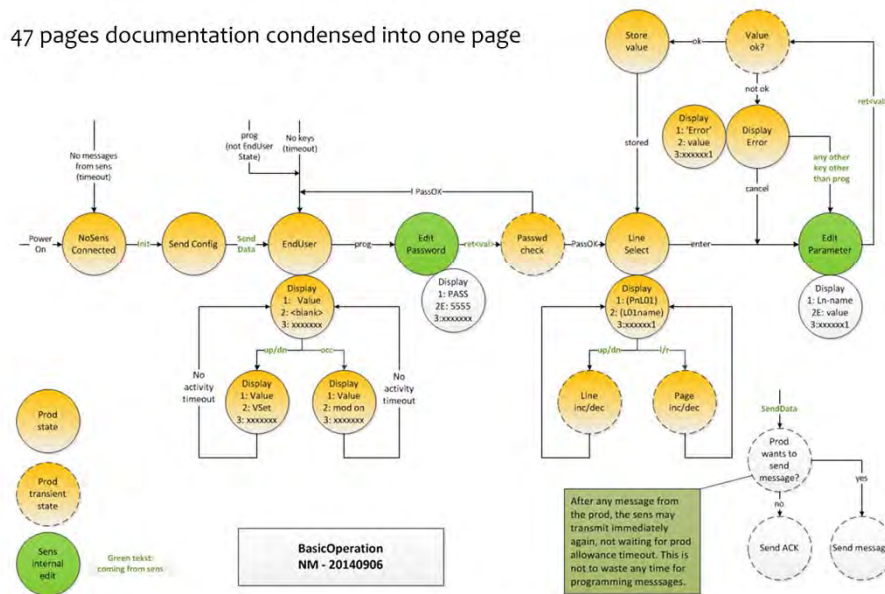 47 pages documentation condensed into one page
Store
value
ok
Value
ok?
ret<val>
not ok
prog
(not EndUser
State)
No keys
(timeout)
No messages
from sens
(timeout)
stored
Display
1: 'Error'
2: value
3:xxxxxx1
Display
Error
any other
key other
than prog
cancel
! PassOK
Power
On
NoSens
Connected
Init
Send Config
Send
Data
EndUser
prog
Edit
Password
ret<val>
Passwd
check
PassOK
Line
Select
enter
Edit
Parameter
Display
1: PASS
2E: 5555
3:xxxxxxx
Display
1: Value
2: <blank>
3: xxxxxxx
Display
1: (PnL01)
2: (L01name)
3:xxxxxx1
Display
1: Ln-name
2E: value
3:xxxxxx1
up/dn
occ
up/dn
l/r
No
activity
timeout
Display
1: Value
2: VSet
3: xxxxxxx
Display
1: Value
2: mod on
3: xxxxxxx
No
activity
timeout
Line
inc/dec
Page
inc/dec
Prod
state
Prod
transient
state
Sens
internal
edit
Green tekst:
coming from sens
BasicOperation
NM - 20140906
After any message from
the prod, the sens may
transmit immediately
again, not waiting for prod
allowance timeout. This is
not to waste any time for
programming messsages.
SendData
Prod
wants to
send
message?
yes
no
Send ACK
Send message